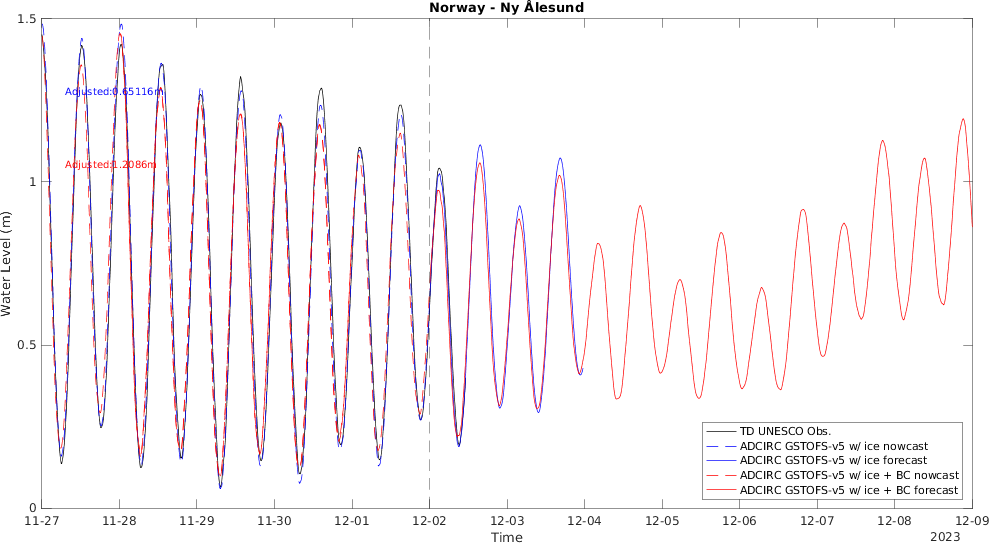 Norway - Ny Ålesund
1.5
Adjusted:0.65116m
Adjusted:1.2086m
1
Water Level (m)
0.5
TD UNESCO Obs.
ADCIRC GSTOFS-v5 w/ ice nowcast
ADCIRC GSTOFS-v5 w/ ice forecast
ADCIRC GSTOFS-v5 w/ ice + BC nowcast
ADCIRC GSTOFS-v5 w/ ice + BC forecast
0
11-27 11-28 11-29 11-30 12-01 12-02 12-03 12-04 12-05 12-06 12-07 12-08 12-09
Time
2023